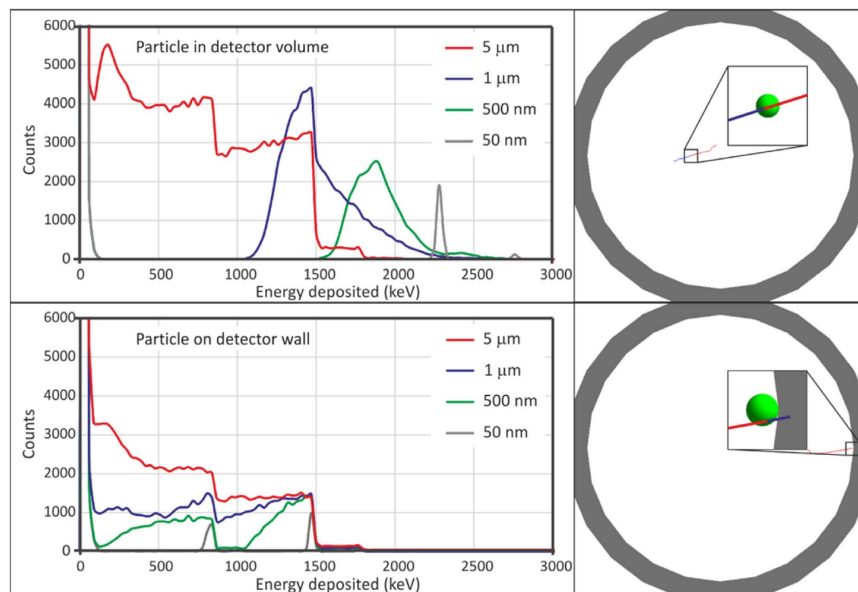 6000
Particle in detector volume
5 μm
5000
1 μm
4000
500 nm
50 nm
3000
Counts
2000
1000
0
0 500 1000 1500 2000 2500 3000
Energy deposited (keV)
6000
Particle on detector wall
5 μm
5000
1 μm
4000
500 nm
50 nm
3000
Counts
2000
1000
0
0 500 1000 1500 2000 2500 3000
Energy deposited (keV)